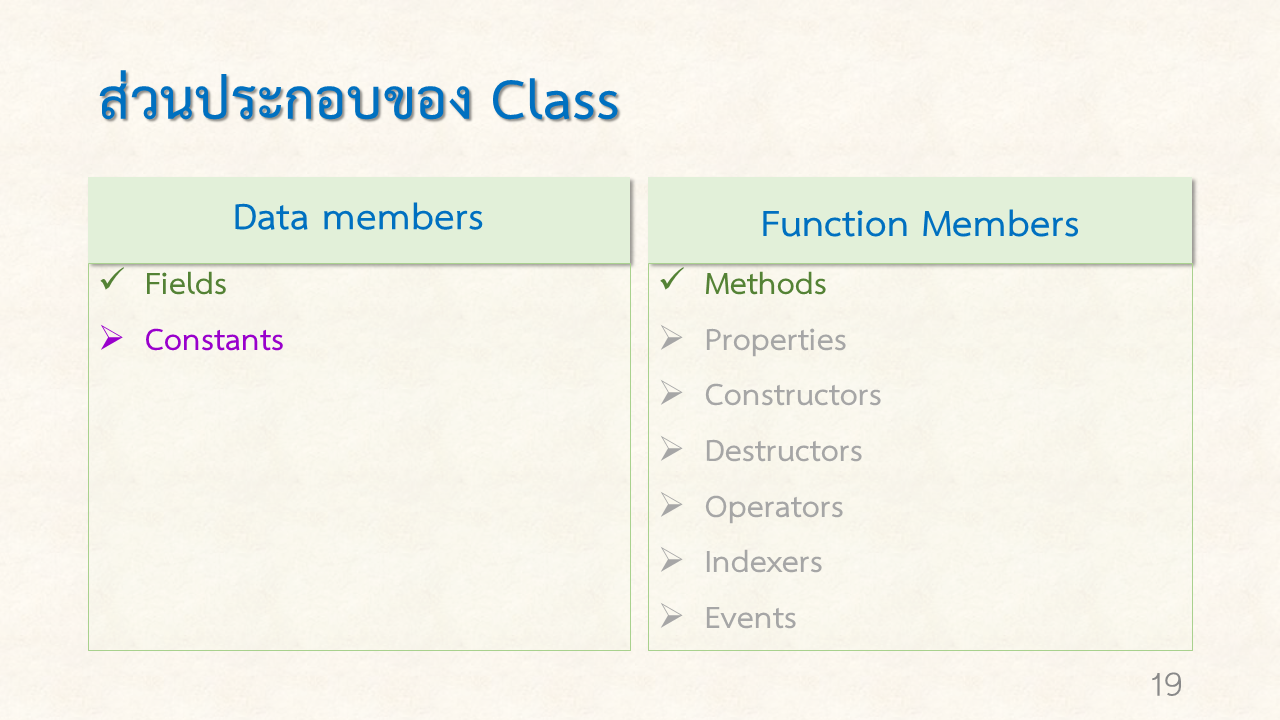 ส่วนประกอบของ Class
Data members
Fields
Constants
Function Members
Methods
Properties
Constructors
Destructors
Operators
Indexers
Events
19